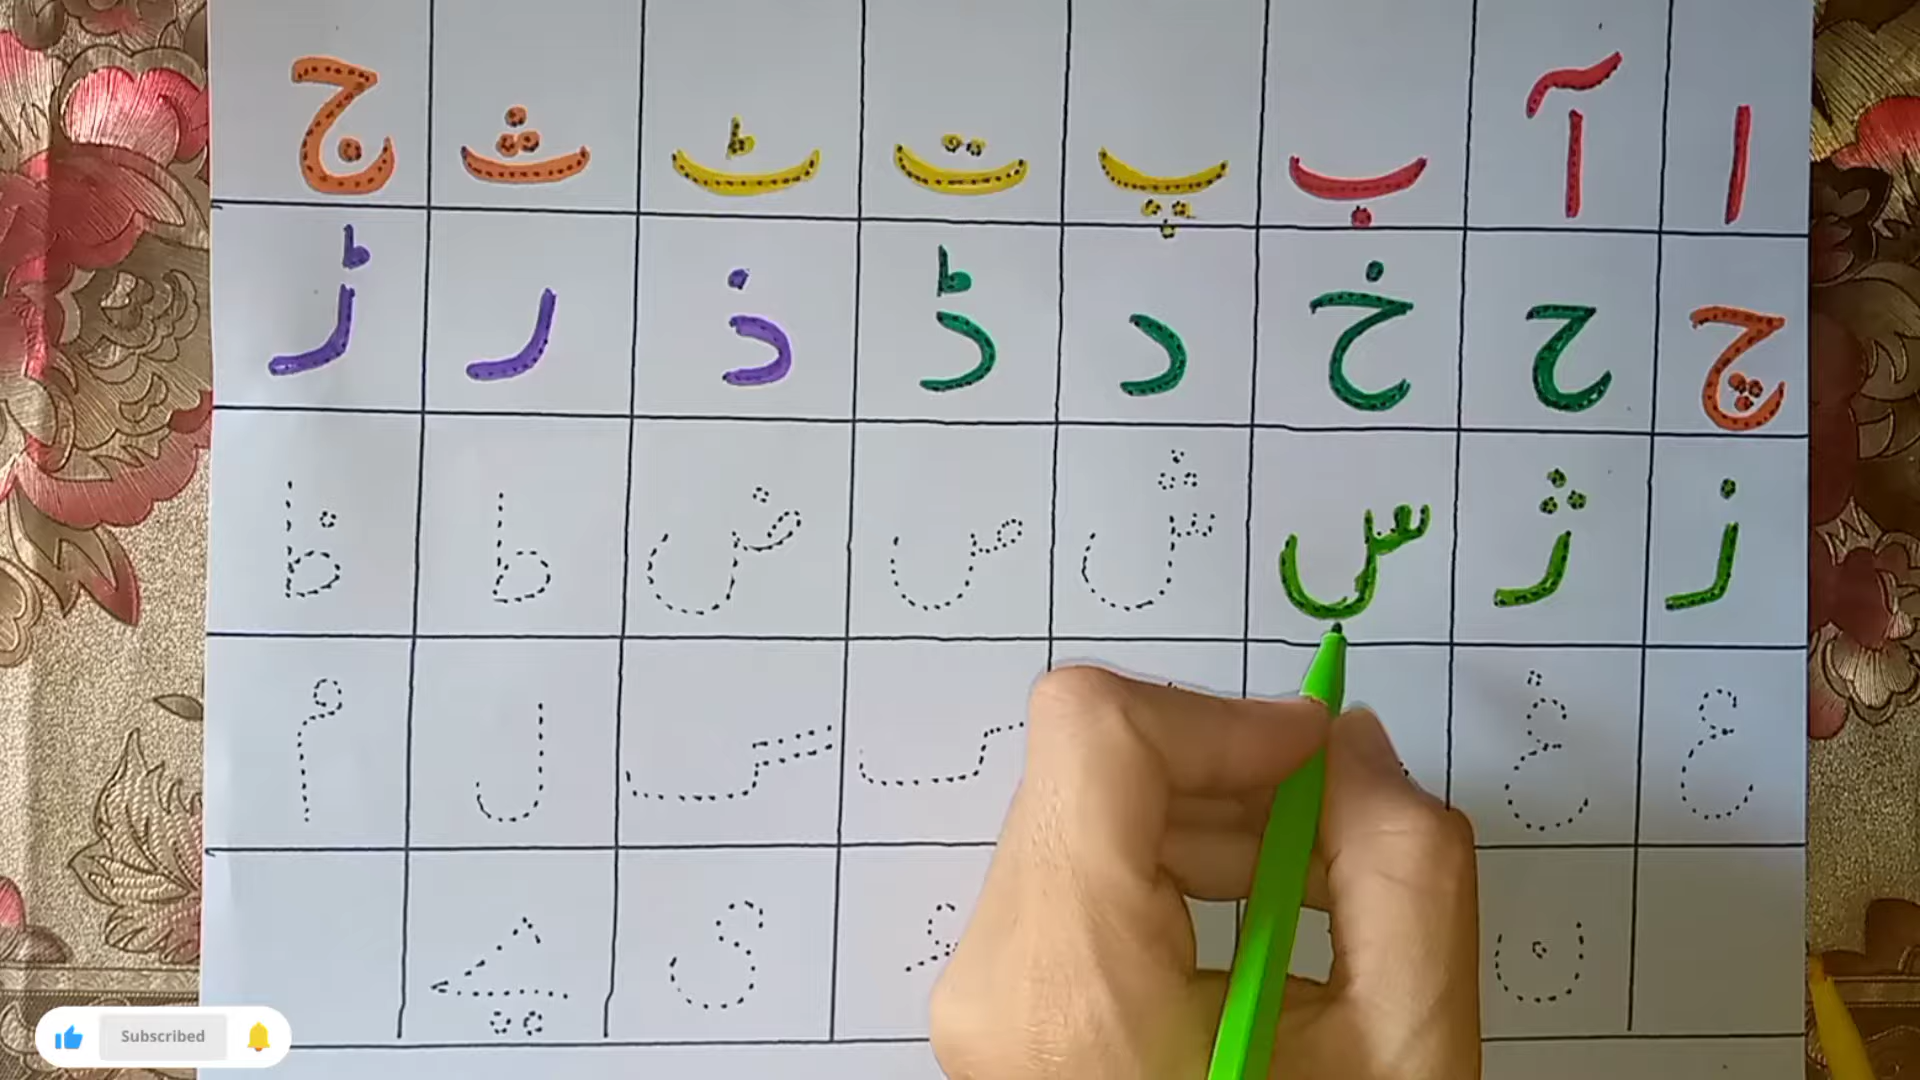 ا آ ب پ ت ٹ ث ج
چ ح خ د ڈ ذ ر ڑ
ز ژ س ش ص ض ط ظ
ع غ ک گ ل م
ن ء ی ے
Subscribed